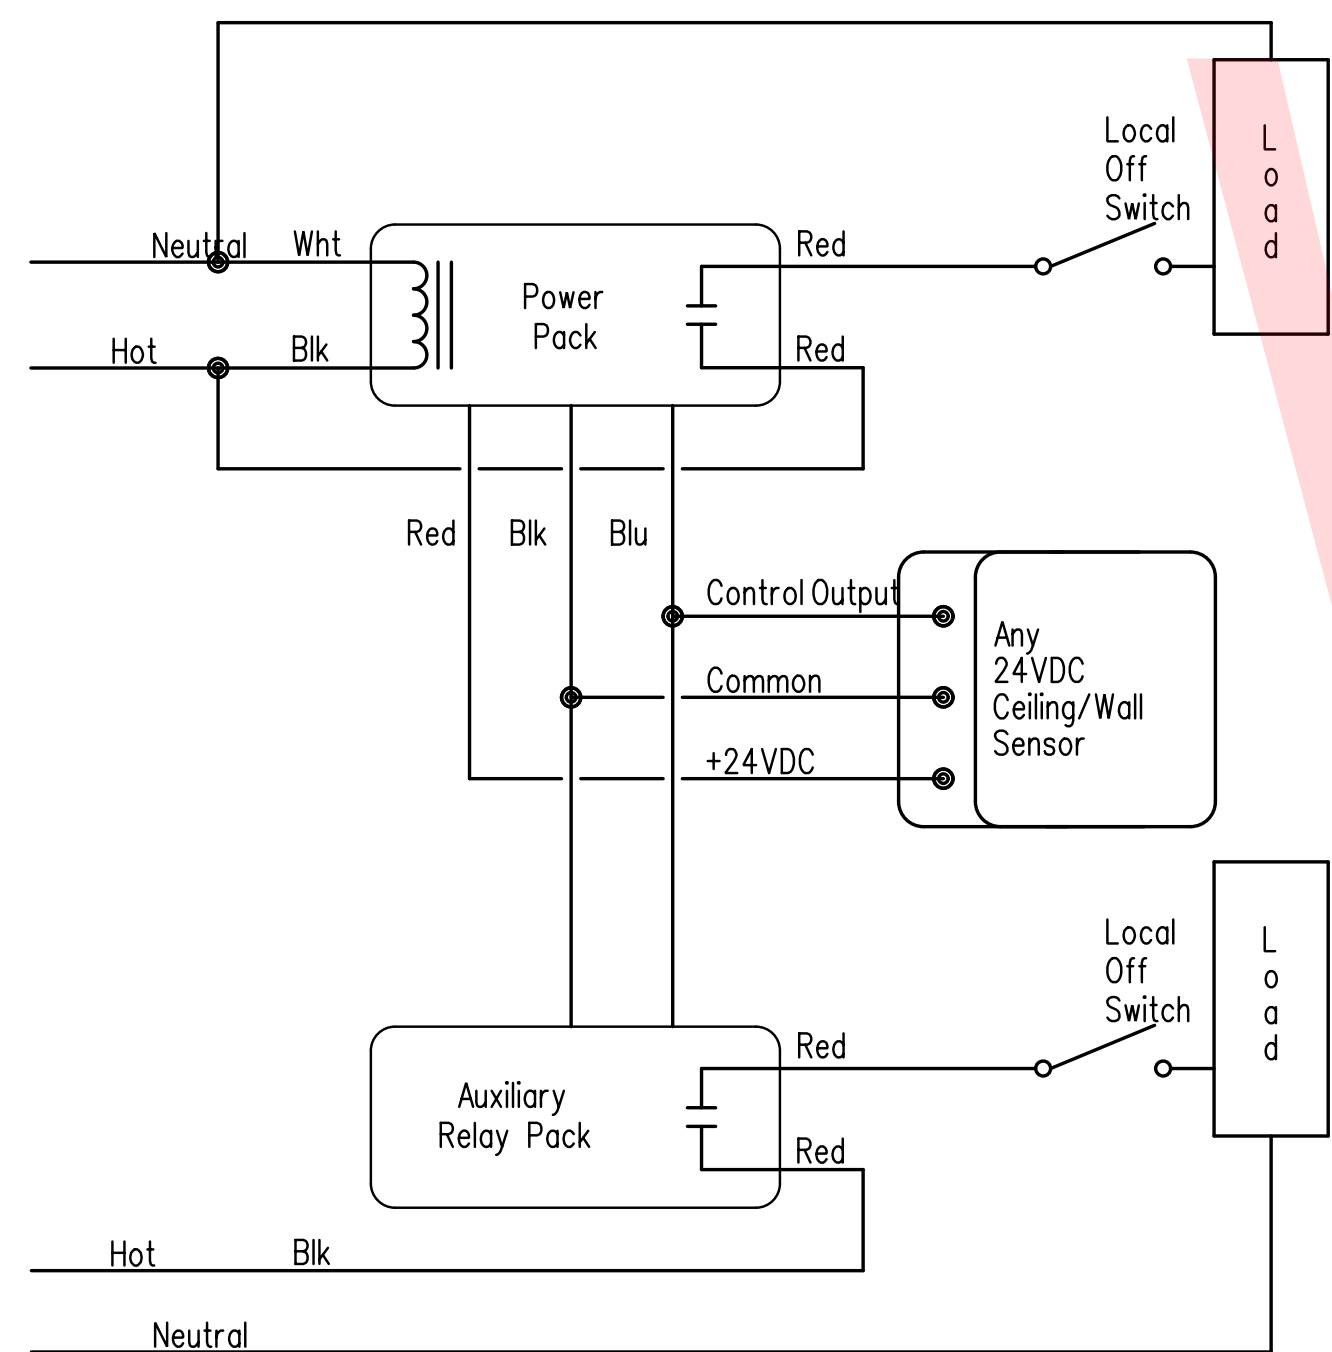 Local
Off
Switch
L
o
a
d
Neutral
Wht
Red
Power
Pack
Hot
Blk
Red
Red
Blk
Blu
Control Output
Common
+24VDC
Any
24VDC
Ceiling/Wall
Sensor
Local
Off
Switch
L
o
a
d
Red
Auxiliary
Relay Pack
Red
Hot
Blk
Neutral